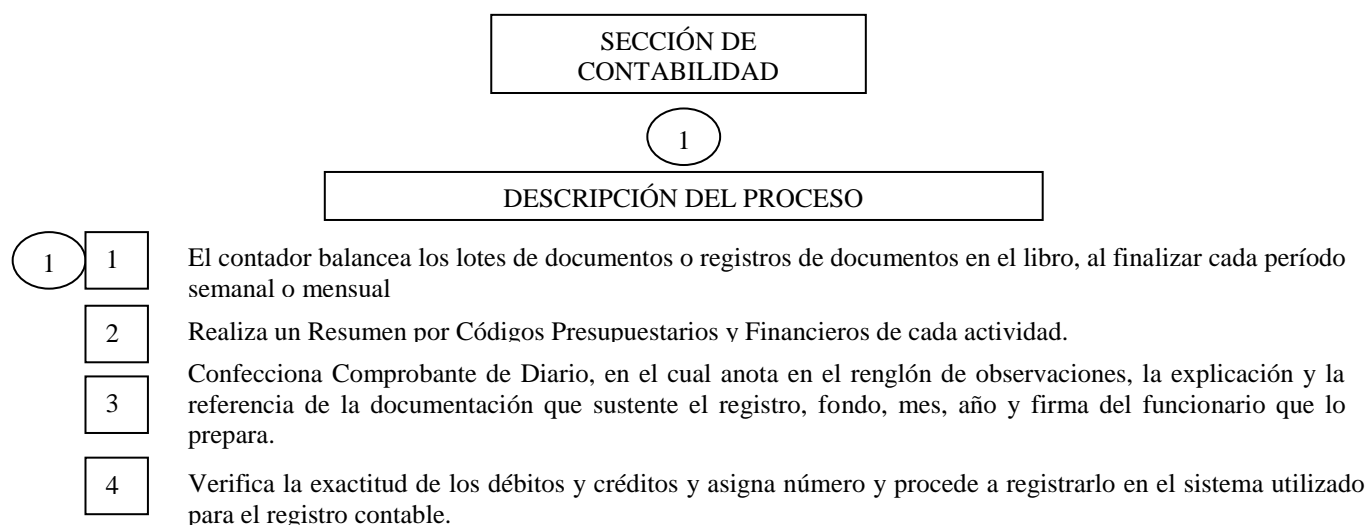 SECCIÓN DE
CONTABILIDAD
1
DESCRIPCIÓN DEL PROCESO
1 1 El contador balancea los lotes de documentos o registros de documentos en el libro, al finalizar cada período
semanal o mensual
2 Realiza un Resumen por Códigos Presupuestarios y Financieros de cada actividad.
Confecciona Comprobante de Diario, en el cual anota en el renglón de observaciones, la explicación y la
3 referencia de la documentación que sustente el registro, fondo, mes, año y firma del funcionario que lo
prepara.
4 Verifica la exactitud de los débitos y créditos y asigna número y procede a registrarlo en el sistema utilizado
para el registro contable.